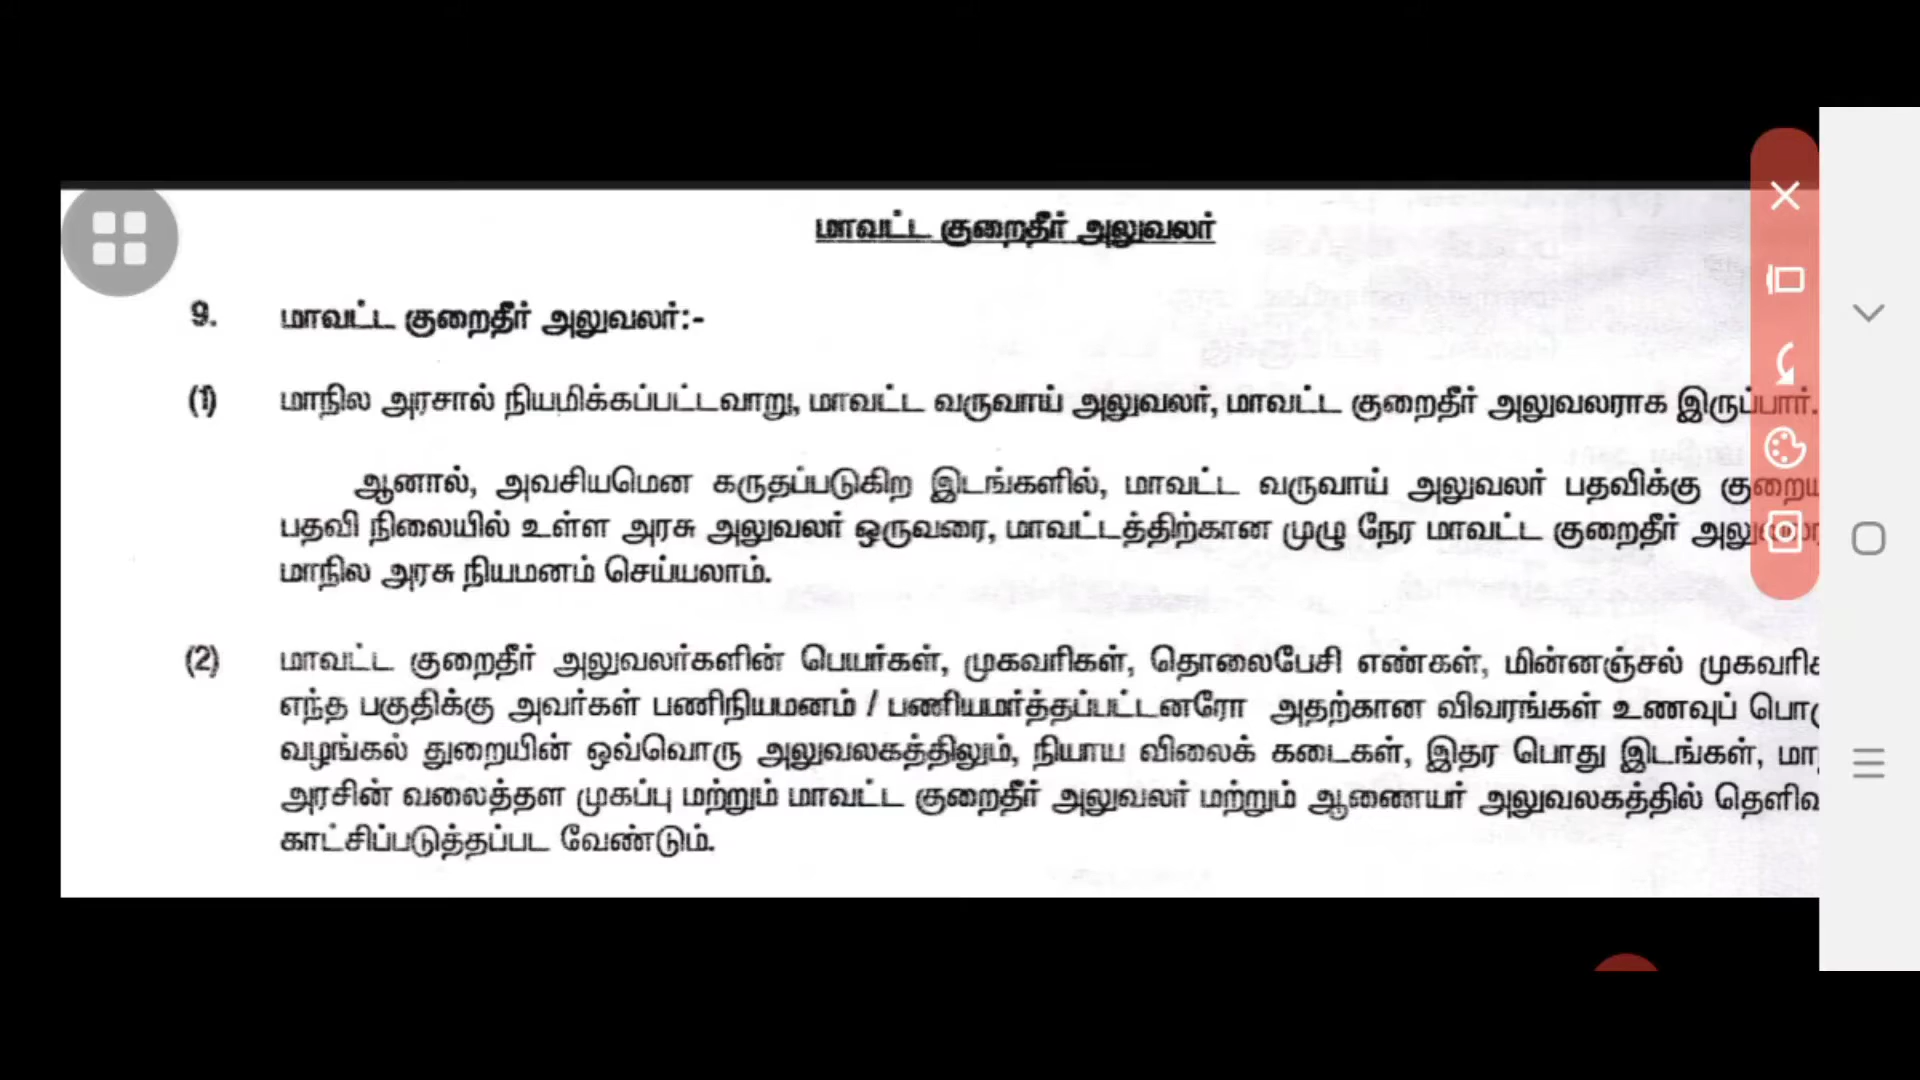 மாவட்ட குறைதீர் அலுவலர்
9. மாவட்ட குறைதீர் அலுவலர்:-
(1) மாநில அரசால் நியமிக்கப்பட்டவாறு, மாவட்ட வருவாய் அலுவலர், மாவட்ட குறைதீர் அலுவலராக இருப்பார்.
ஆனால், அவசியமென கருதப்படுகிற இடங்களில், மாவட்ட வருவாய் அலுவலர் பதவிக்கு
பதவி நிலையில் உள்ள அரசு அலுவலர் ஒருவரை, மாவட்டத்திற்கான முழு நேர மாவட்ட குறைதீர்
மாநில அரசு நியமனம் செய்யலாம்.
(2) மாவட்ட குறைதீர் அலுவலர்களின் பெயர்கள், முகவரிகள், தொலைபேசி எண்கள், மின்னஞ்சல்
எந்த பகுதிக்கு அவர்கள் பணிநியமனம் / பணியமர்த்தப்பட்டனரோ அதற்கான விவரங்கள் உணவுப்
வழங்கல் துறையின் ஒவ்வொரு அலுவலகத்திலும், நியாய விலைக் கடைகள், இதர பொது இடங்கள்,
அரசின் வலைத்தள முகப்பு மற்றும் மாவட்ட குறைதீர் அலுவலர் மற்றும் ஆணையர் அலுவலகத்தில்
காட்சிப்படுத்தப்பட வேண்டும்.